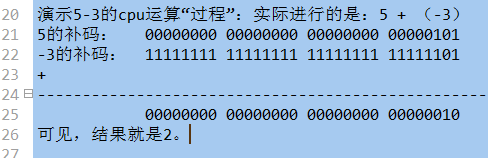 20 演示5-3的cpu运算“过程”：实际进行的是：5 + （-3）
21 5的补码： 00000000 00000000 00000000 00000101
22 -3的补码： 11111111 11111111 11111111 11111101
23 +
24 --------------------------------------------------
25 00000000 00000000 00000000 00000010
26 可见，结果就是2。
27